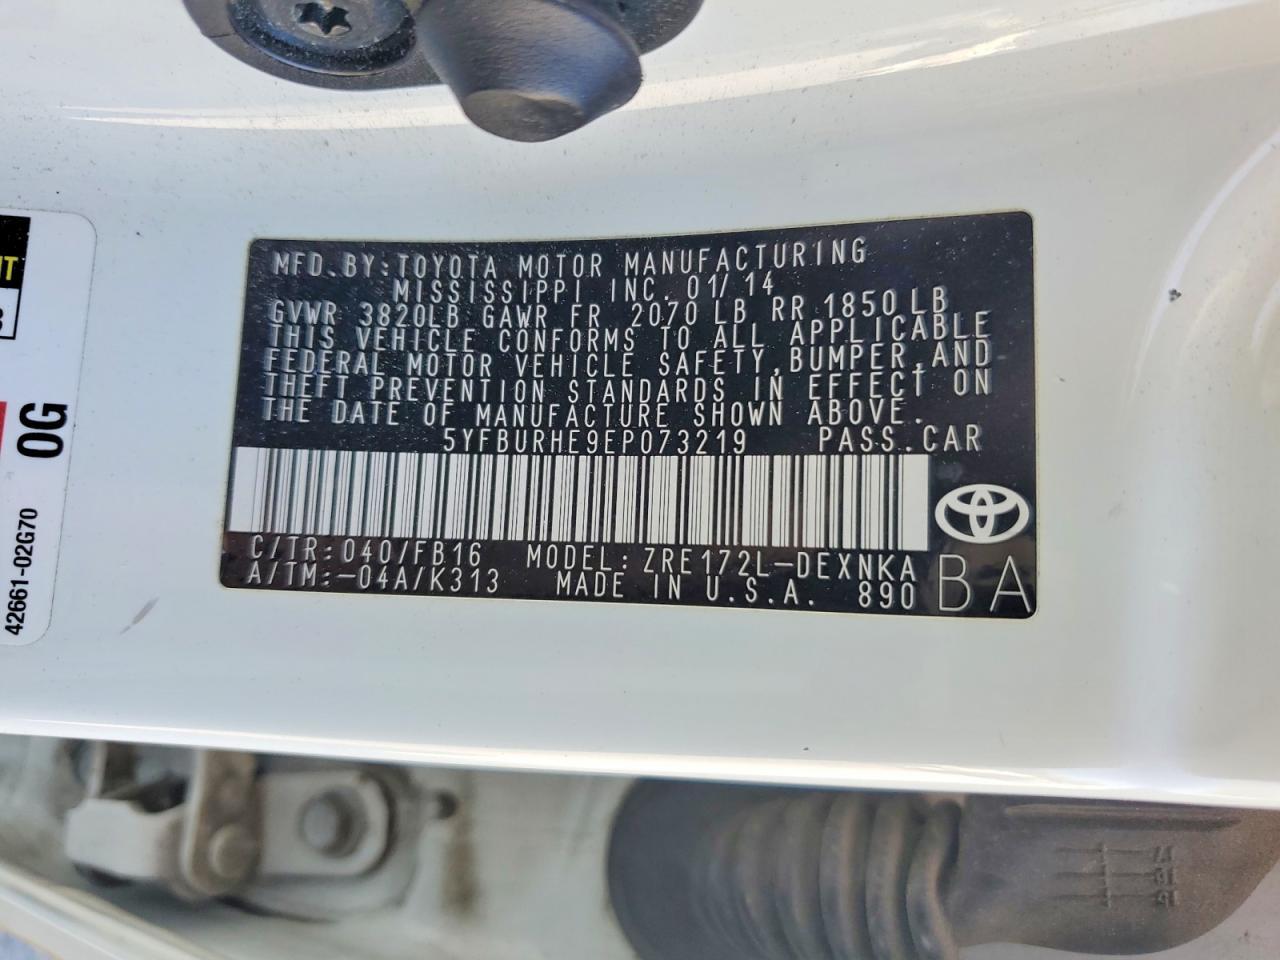 MFD.BY:TOYOTA MOTOR MANUFACTURING
MISSISSIPPI INC. 01/14
GVWR 3820LB GAWR FR 2070 LB RR 1850LB
THIS VEHICLE CONFORMS TO ALL APPLICABLE
FEDERAL MOTOR VEHICLE SAFETY,BUMPER,AND
THEFT PREVENTION STANDARDS IN EFFECT ON
THE DATE OF MANUFACTURE SHOWN ABOVE.
5YFBURHE9EP073219 PASS.CAR
C/TR:040/FB16 MODEL:ZRE172L-DEXNKA
A/TM:-04A/K313 MADE IN U.S.A. 890
BA
0G
42661-02G70